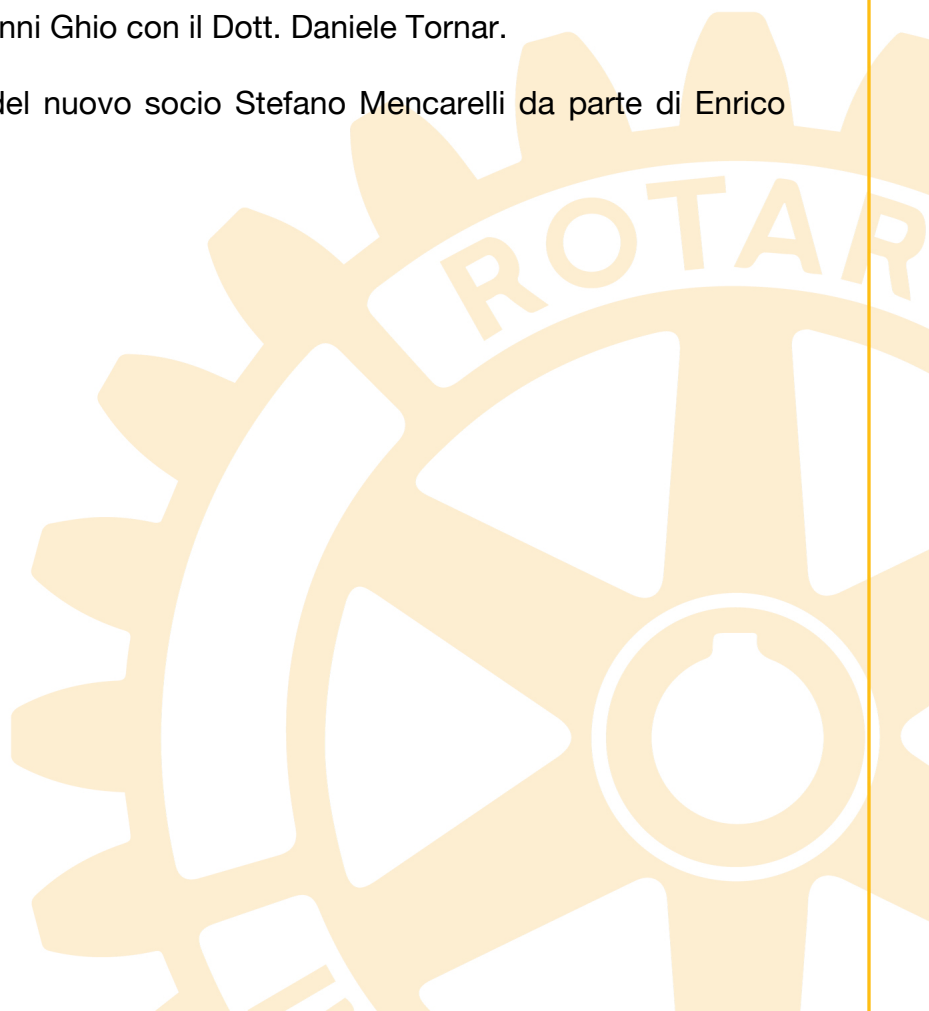 nni Ghio con il Dott. Daniele Tornar.
del nuovo socio Stefano Mencarelli da parte di Enrico
ROTAR